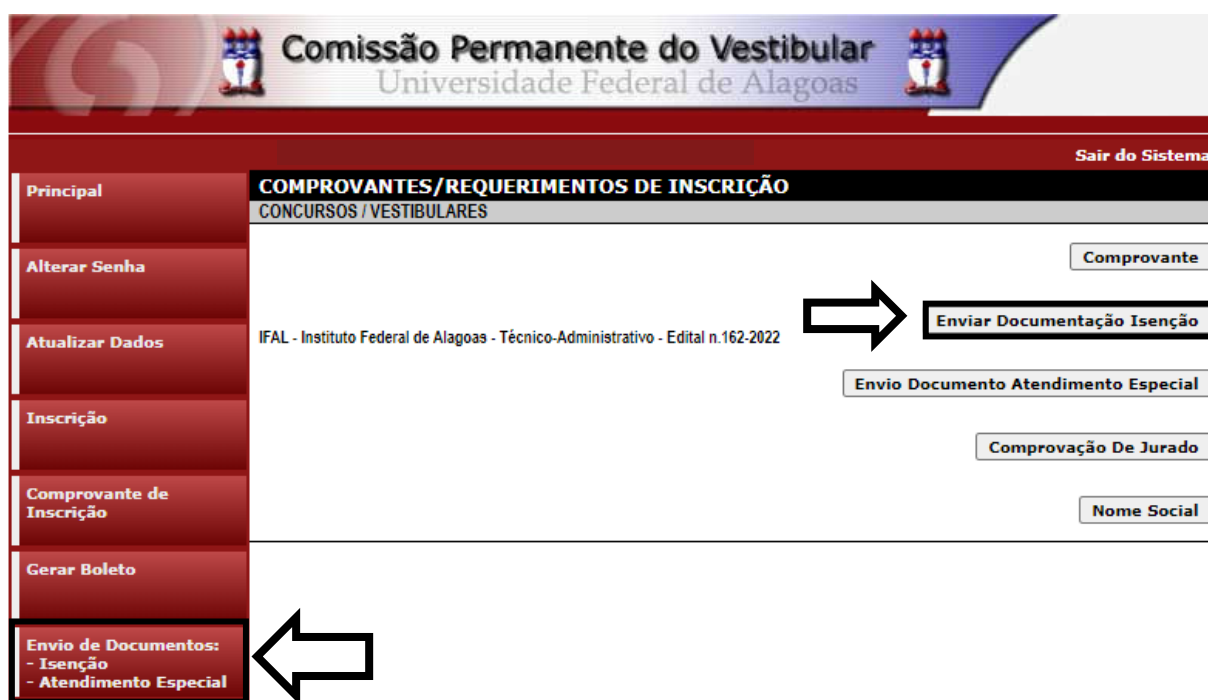 Comissão Permanente do Vestibular
Universidade Federal de Alagoas
Sair do Sistema
Principal
Alterar Senha
Atualizar Dados
Inscrição
Comprovante de
Inscrição
Gerar Boleto
Envio de Documentos:
- Isenção
- Atendimento Especial
COMPROVANTES/REQUERIMENTOS DE INSCRIÇÃO
CONCURSOS / VESTIBULARES
IFAL - Instituto Federal de Alagoas - Técnico-Administrativo - Edital n.162-2022
Comprovante
Enviar Documentação Isenção
Envio Documento Atendimento Especial
Comprovação De Jurado
Nome Social